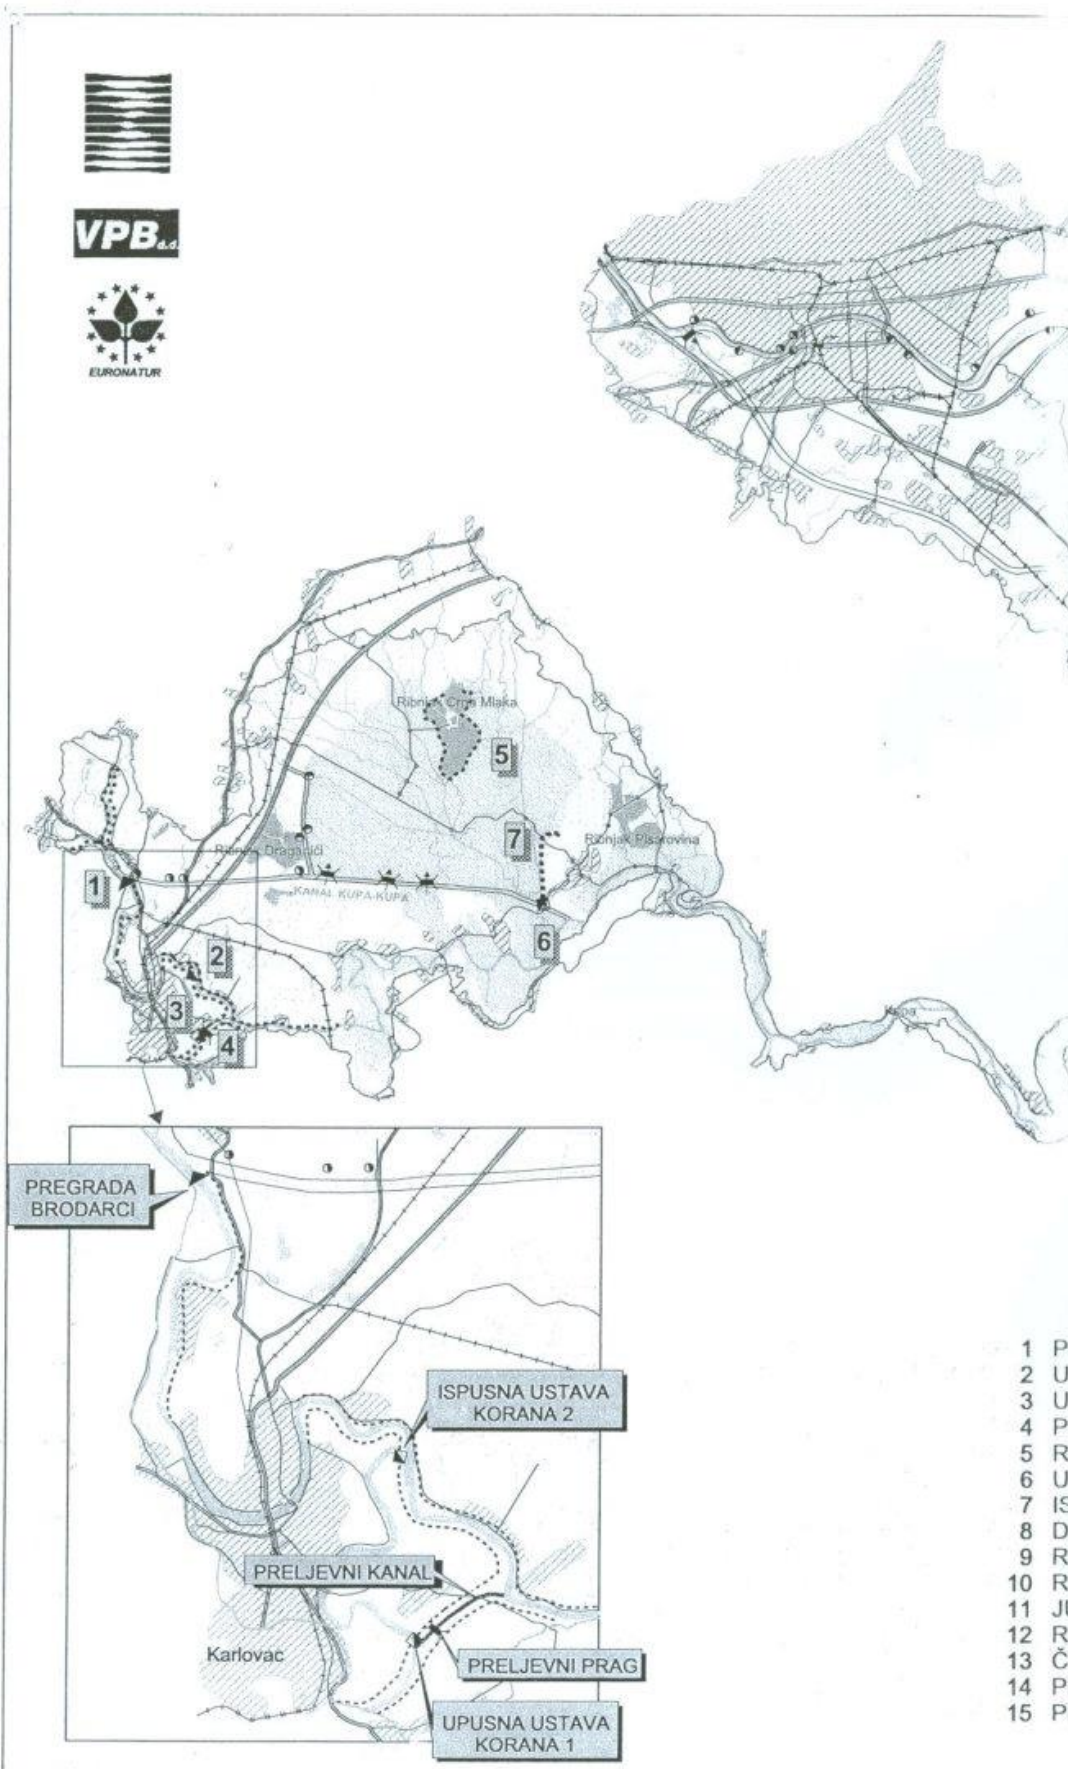 VPB d.d.
EURONATUR
Kupa
Ribnjak Crna Mlaka
5
7
Ribnjak Draganići
Ribnjak Pisarovina
1
KANAL KUPA-KUPA
6
2
3
4
Kupa
PREGRADA
BRODARCI
ISPUSNA USTAVA
KORANA 2
PRELJEVNI KANAL
Karlovac
PRELJEVNI PRAG
UPUSNA USTAVA
KORANA 1
1 P
2 U
3 U
4 P
5 R
6 U
7 IS
8 D
9 R
10 R
11 JU
12 R
13 Č
14 P
15 P